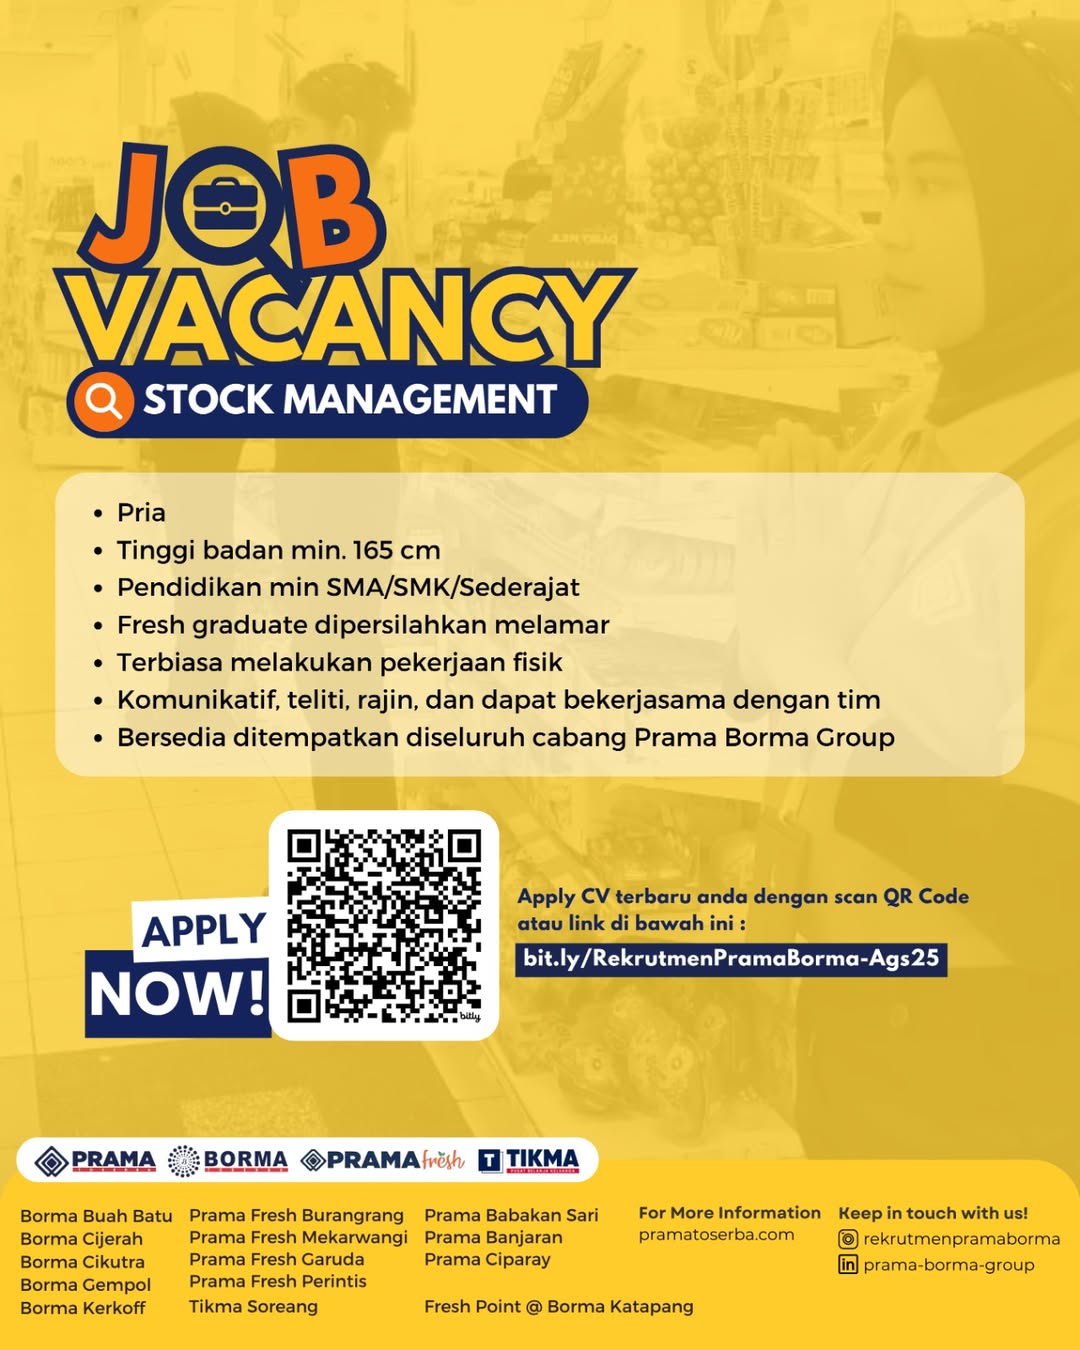 JOB
VACANCY
STOCK MANAGEMENT
• Pria
• Tinggi badan min. 165 cm
• Pendidikan min SMA/SMK/Sederajat
• Fresh graduate dipersilahkan melamar
• Terbiasa melakukan pekerjaan fisik
• Komunikatif, teliti, rajin, dan dapat bekerjasama dengan tim
• Bersedia ditempatkan diseluruh cabang Prama Borma Group
APPLY
NOW!
bitly
Apply CV terbaru anda dengan scan QR Code
atau link di bawah ini :
bit.ly/RekrutmenPramaBorma-Ags25
PRAMA
BORMA
PRAMA fresh
TIKMA
Borma Buah Batu
Borma Cijerah
Borma Cikutra
Borma Gempol
Borma Kerkoff
Prama Fresh Burangrang
Prama Fresh Mekarwangi
Prama Fresh Garuda
Prama Fresh Perintis
Tikma Soreang
Prama Babakan Sari
Prama Banjaran
Prama Ciparay
Fresh Point @ Borma Katapang
For More Information
pramatoserba.com
Keep in touch with us!
rekrutmenpramaborma
prama-borma-group